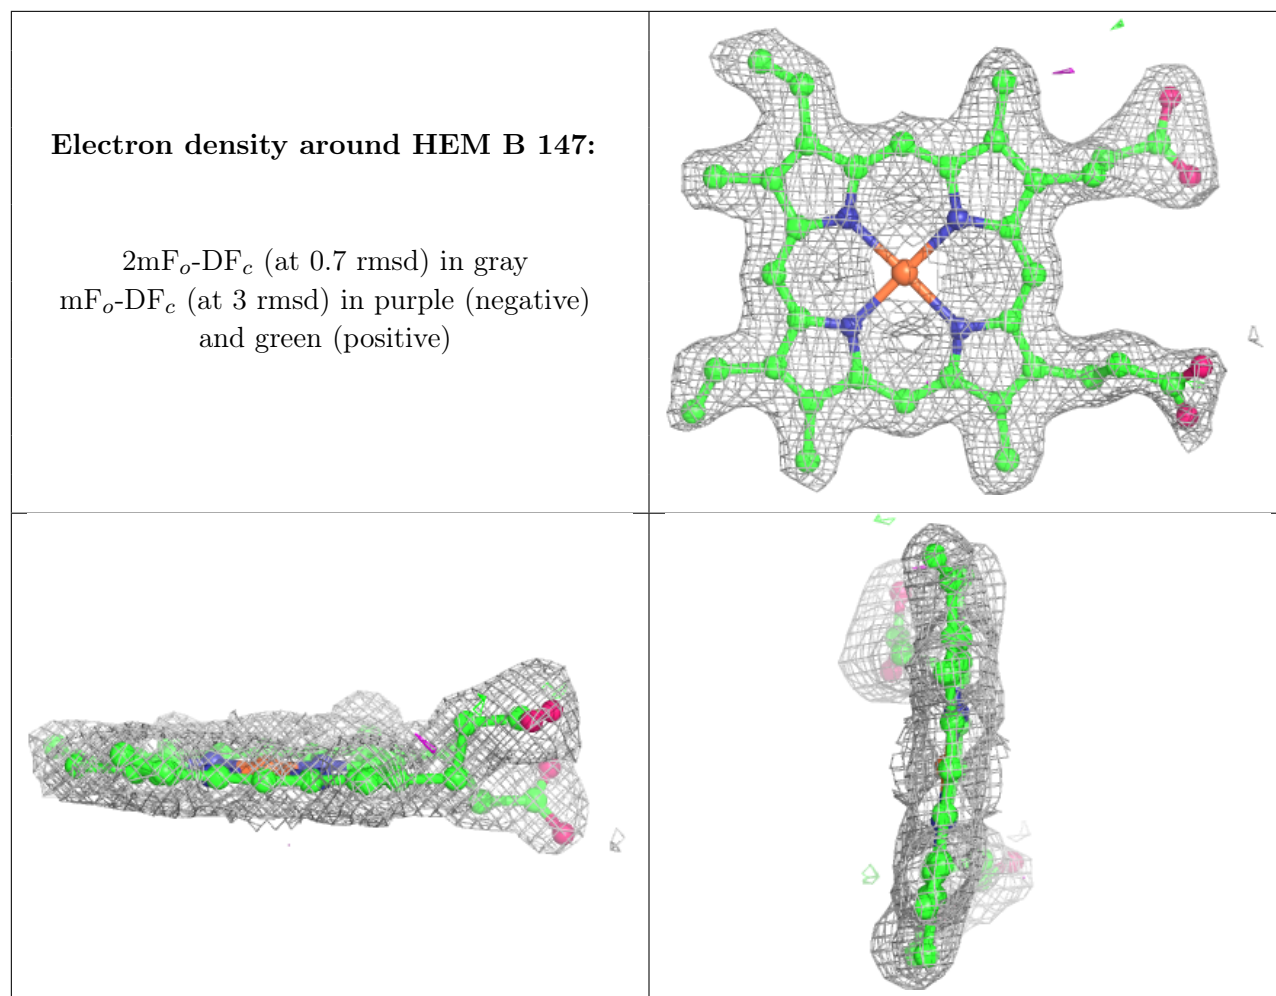 Electron density around HEM B 147:
2mFo-DFc (at 0.7 rmsd) in gray
mFo-DFc (at 3 rmsd) in purple (negative)
and green (positive)